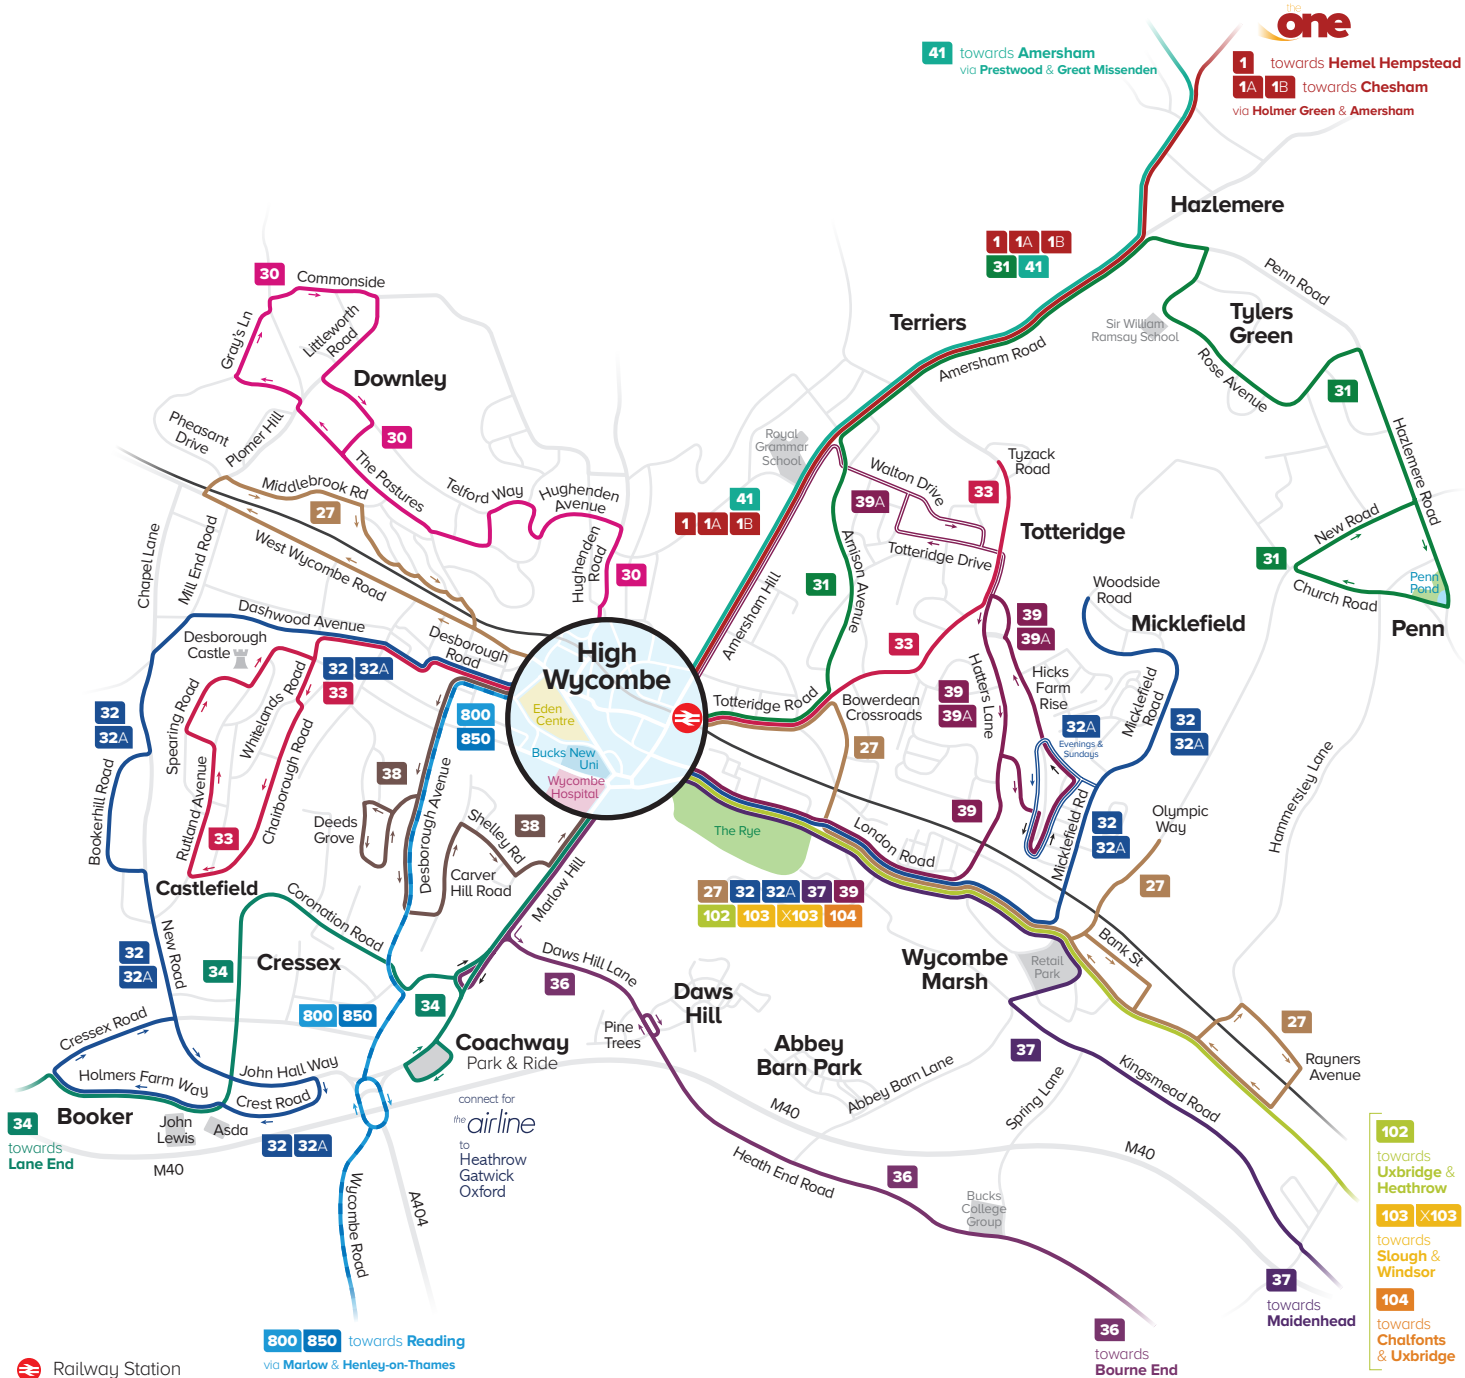 the
one
41 towards Amersham
via Prestwood & Great Missenden
1 towards Hemel Hempstead
1A 1B towards Chesham
via Holmer Green & Amersham
Hazlemere
1 1A 1B
31 41
Penn Road
Tylers
Green
Sir William
Ramsay School
Terriers
Amersham Road
Rose Avenue
31
Hazlemere Road
30
Commonside
Gray's Ln
Littleworth
Road
Downley
30
Pheasant
Drive
Plomer Hill
The Pastures
Royal
Grammar
School
Tyzack
Road
Walton Drive
33
39A
Totteridge
Middlebrook Rd
27
Telford Way
Hughenden
Avenue
41
1 1A 1B
New Road
31
Church Road
Penn
Pond
Penn
Chapel Lane
Mill End Road
West Wycombe Road
Hughenden
Road
30
Amersham Hill
31
Arnison Avenue
Totteridge Drive
Woodside
Road
Micklefield
39
39A
33
Dashwood Avenue
Desborough
Castle
Desborough
Road
High
Wycombe
Eden
Centre
Bucks New
Uni
Wycombe
Hospital
Totteridge Road
Bowerdean
Crossroads
Hatters Lane
Hicks
Farm
Rise
39
39A
32A
Evenings &
Sundays
Micklefield
Road
32
32A
32 32A
33
32
32A
Spearing Road
Whitelands Road
Chairborough Road
Rutland Avenue
33
Castlefield
Bookerhill Road
800
850
38
Deeds
Grove
Desborough Avenue
Shelley Rd
38
Carver
Hill Road
Marlow Hill
27
The Rye
London Road
39
Micklefield Rd
32
32A
Olympic
Way
27
Hammersley Lane
27 32 32A 37 39
102 103 X103 104
Coronation Road
New Road
32
32A
34
Cressex
Daws Hill Lane
36
Wycombe
Marsh
Retail
Park
Bank St
Daws
Hill
Pine
Trees
800 850
34
Coachway
Park & Ride
Cressex Road
Holmers Farm Way
John Hall Way
Crest Road
Booker
John
Lewis
Asda
32 32A
34
towards
Lane End
M40
connect for
the airline
to
Heathrow
Gatwick
Oxford
Abbey
Barn Park
Abbey Barn Lane
M40
37
Spring Lane
Kingsmead Road
27
Rayners
Avenue
M40
Wycombe Road
A404
Heath End Road
36
Bucks
College
Group
102
towards
Uxbridge &
Heathrow
103 X103
towards
Slough &
Windsor
104
towards
Chalfonts
& Uxbridge
37
towards
Maidenhead
36
towards
Bourne End
800 850 towards Reading
via Marlow & Henley-on-Thames
Railway Station